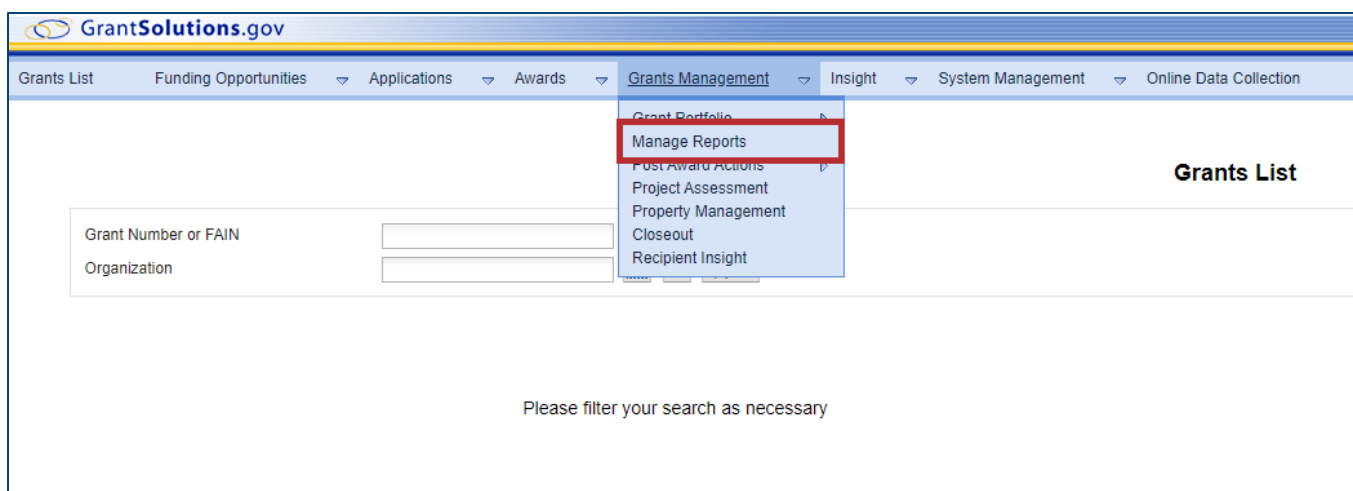 GrantSolutions.gov
Grants List Funding Opportunities Applications Awards Grants Management Insight System Management Online Data Collection
Grant Portfolio
Manage Reports
Post Award Actions
Project Assessment
Property Management
Closeout
Recipient Insight
Grants List
Grant Number or FAIN
Organization
Please filter your search as necessary